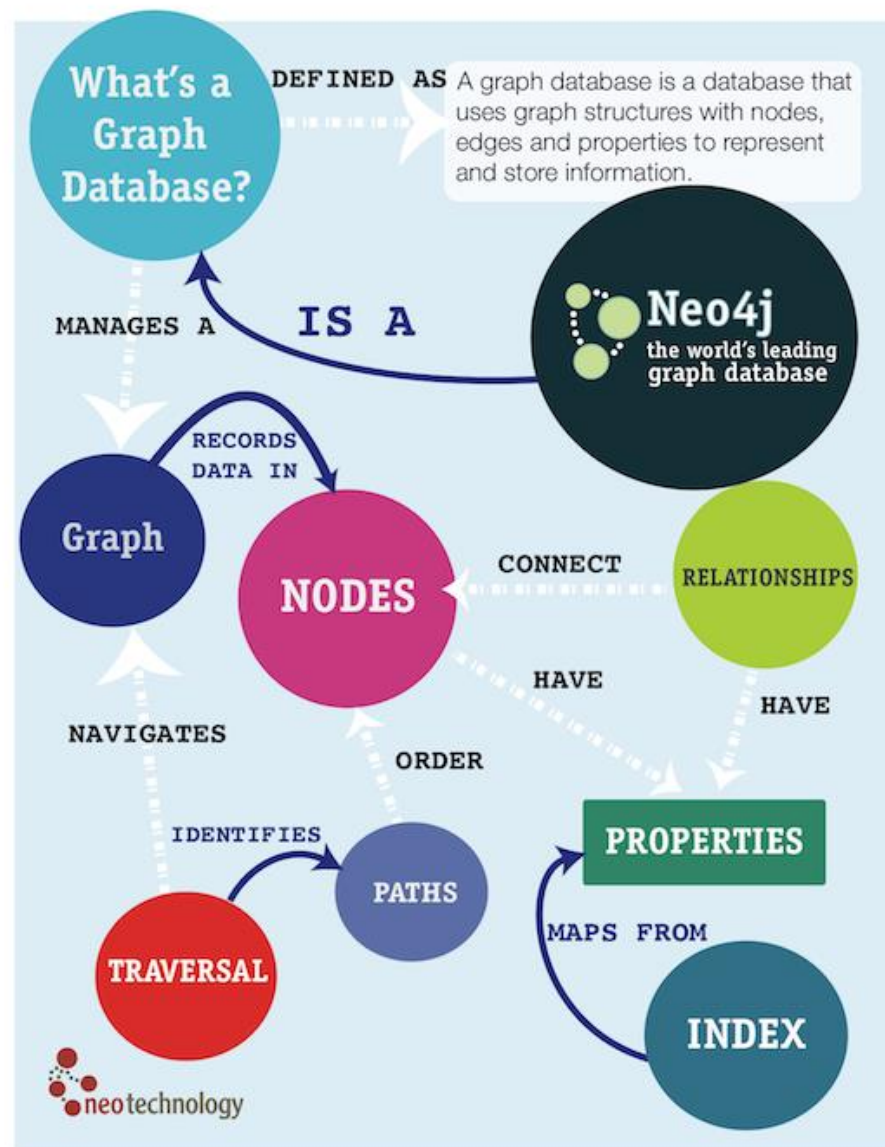 What's a
Graph
Database?
DEFINED AS
A graph database is a database that
uses graph structures with nodes,
edges and properties to represent
and store information.
MANAGES A
IS A
Neo4j
the world's leading
graph database
RECORDS
DATA IN
Graph
NODES
CONNECT
RELATIONSHIPS
HAVE
HAVE
NAVIGATES
ORDER
IDENTIFIES
PATHS
PROPERTIES
TRAVERSAL
MAPS FROM
INDEX
neotechnology